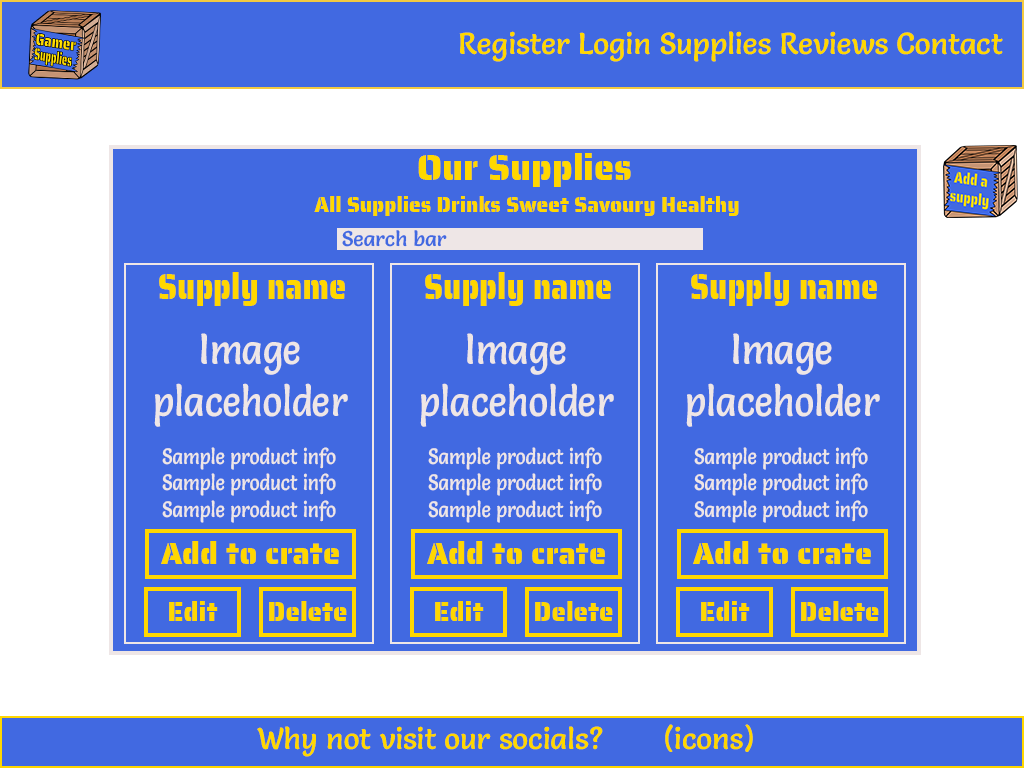 Gamer
Supplies
Register Login Supplies Reviews Contact
Our Supplies
All Supplies Drinks Sweet Savoury Healthy
Search bar
Add a
supply
Supply name
Image
placeholder
Sample product info
Sample product info
Sample product info
Add to crate
Edit Delete
Supply name
Image
placeholder
Sample product info
Sample product info
Sample product info
Add to crate
Edit Delete
Supply name
Image
placeholder
Sample product info
Sample product info
Sample product info
Add to crate
Edit Delete
Why not visit our socials? (icons)